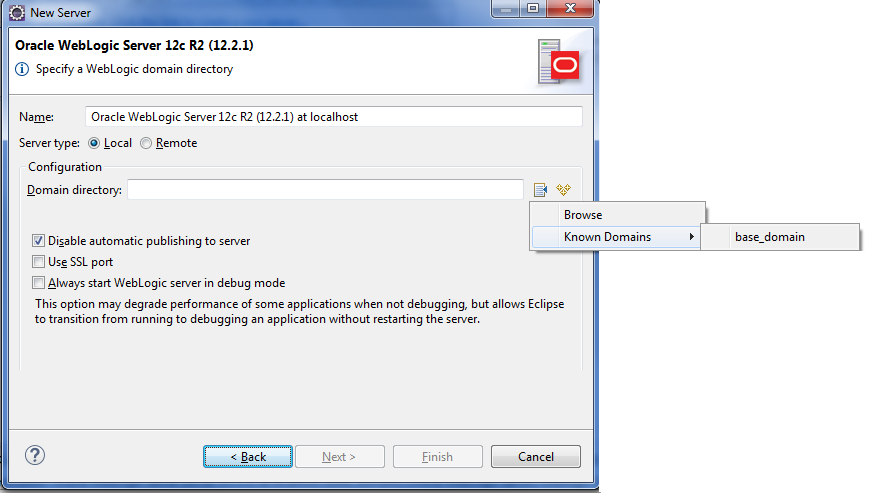 New Server
Oracle WebLogic Server 12c R2 (12.2.1)
Specify a WebLogic domain directory
Name: Oracle WebLogic Server 12c R2 (12.2.1) at localhost
Server type: Local Remote
Configuration
Domain directory:
Browse
Known Domains base_domain
Disable automatic publishing to server
Use SSL port
Always start WebLogic server in debug mode
This option may degrade performance of some applications when not debugging, but allows Eclipse
to transition from running to debugging an application without restarting the server.
? < Back Next > Finish Cancel